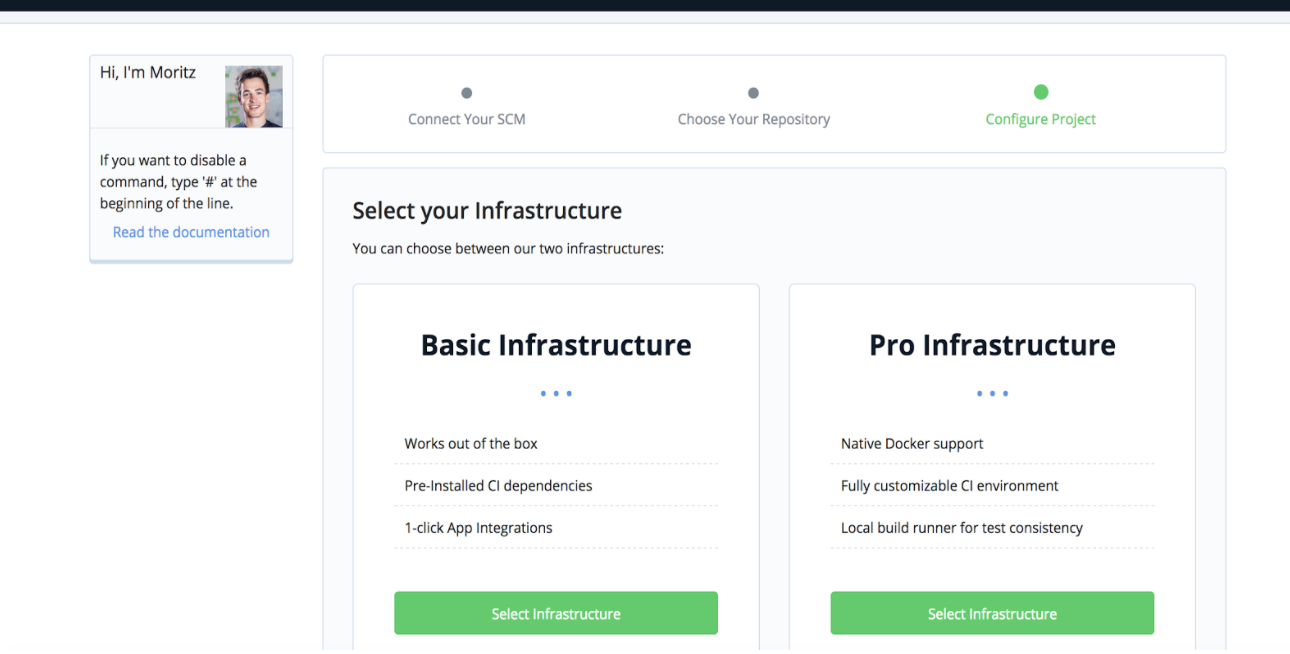 Hi, I'm Moritz
If you want to disable a
command, type '#' at the
beginning of the line.
Read the documentation
Connect Your SCM
Choose Your Repository
Configure Project
Select your Infrastructure
You can choose between our two infrastructures:
Basic Infrastructure
Works out of the box
Pre-Installed CI dependencies
1-click App Integrations
Select Infrastructure
Pro Infrastructure
Native Docker support
Fully customizable CI environment
Local build runner for test consistency
Select Infrastructure